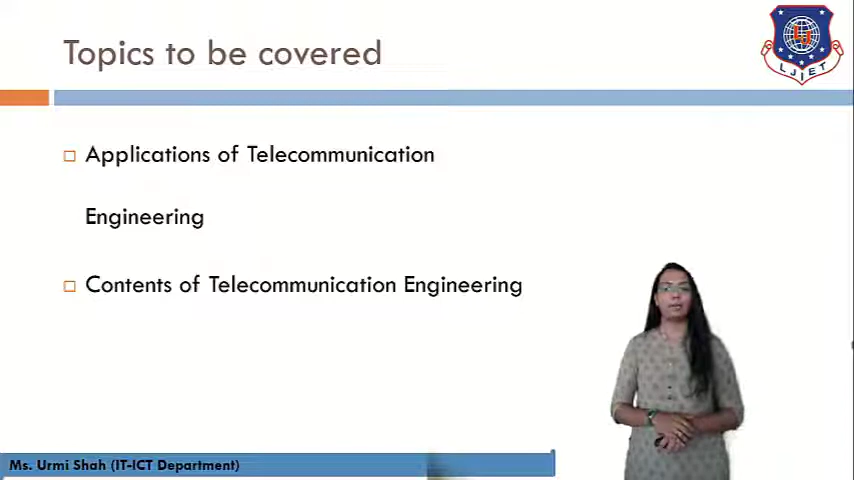 Topics to be covered
LJIET
Applications of Telecommunication
Engineering
Contents of Telecommunication Engineering
Ms. Urmi Shah (IT-ICT Department)